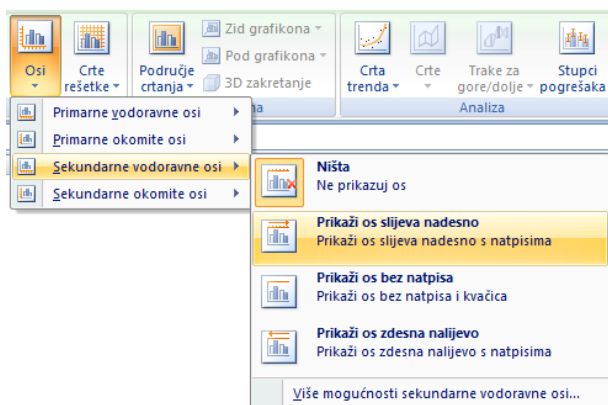 Osi
Crte rešetke
Područje crtanja
Zid grafikona
Pod grafikona
3D zakretanje
Crta trenda
Crte
Trake za gore/dolje
Stupci pogrešaka
na
Analiza
Primarne vodoravne osi
Primarne okomite osi
Sekundarne vodoravne osi
Sekundarne okomite osi
Ništa
Ne prikazuj os
Prikaži os slijeva nadesno
Prikaži os slijeva nadesno s natpisima
Prikaži os bez natpisa
Prikaži os bez natpisa i kvačica
Prikaži os zdesna nalijevo
Prikaži os zdesna nalijevo s natpisima
Više mogućnosti sekundarne vodoravne osi...